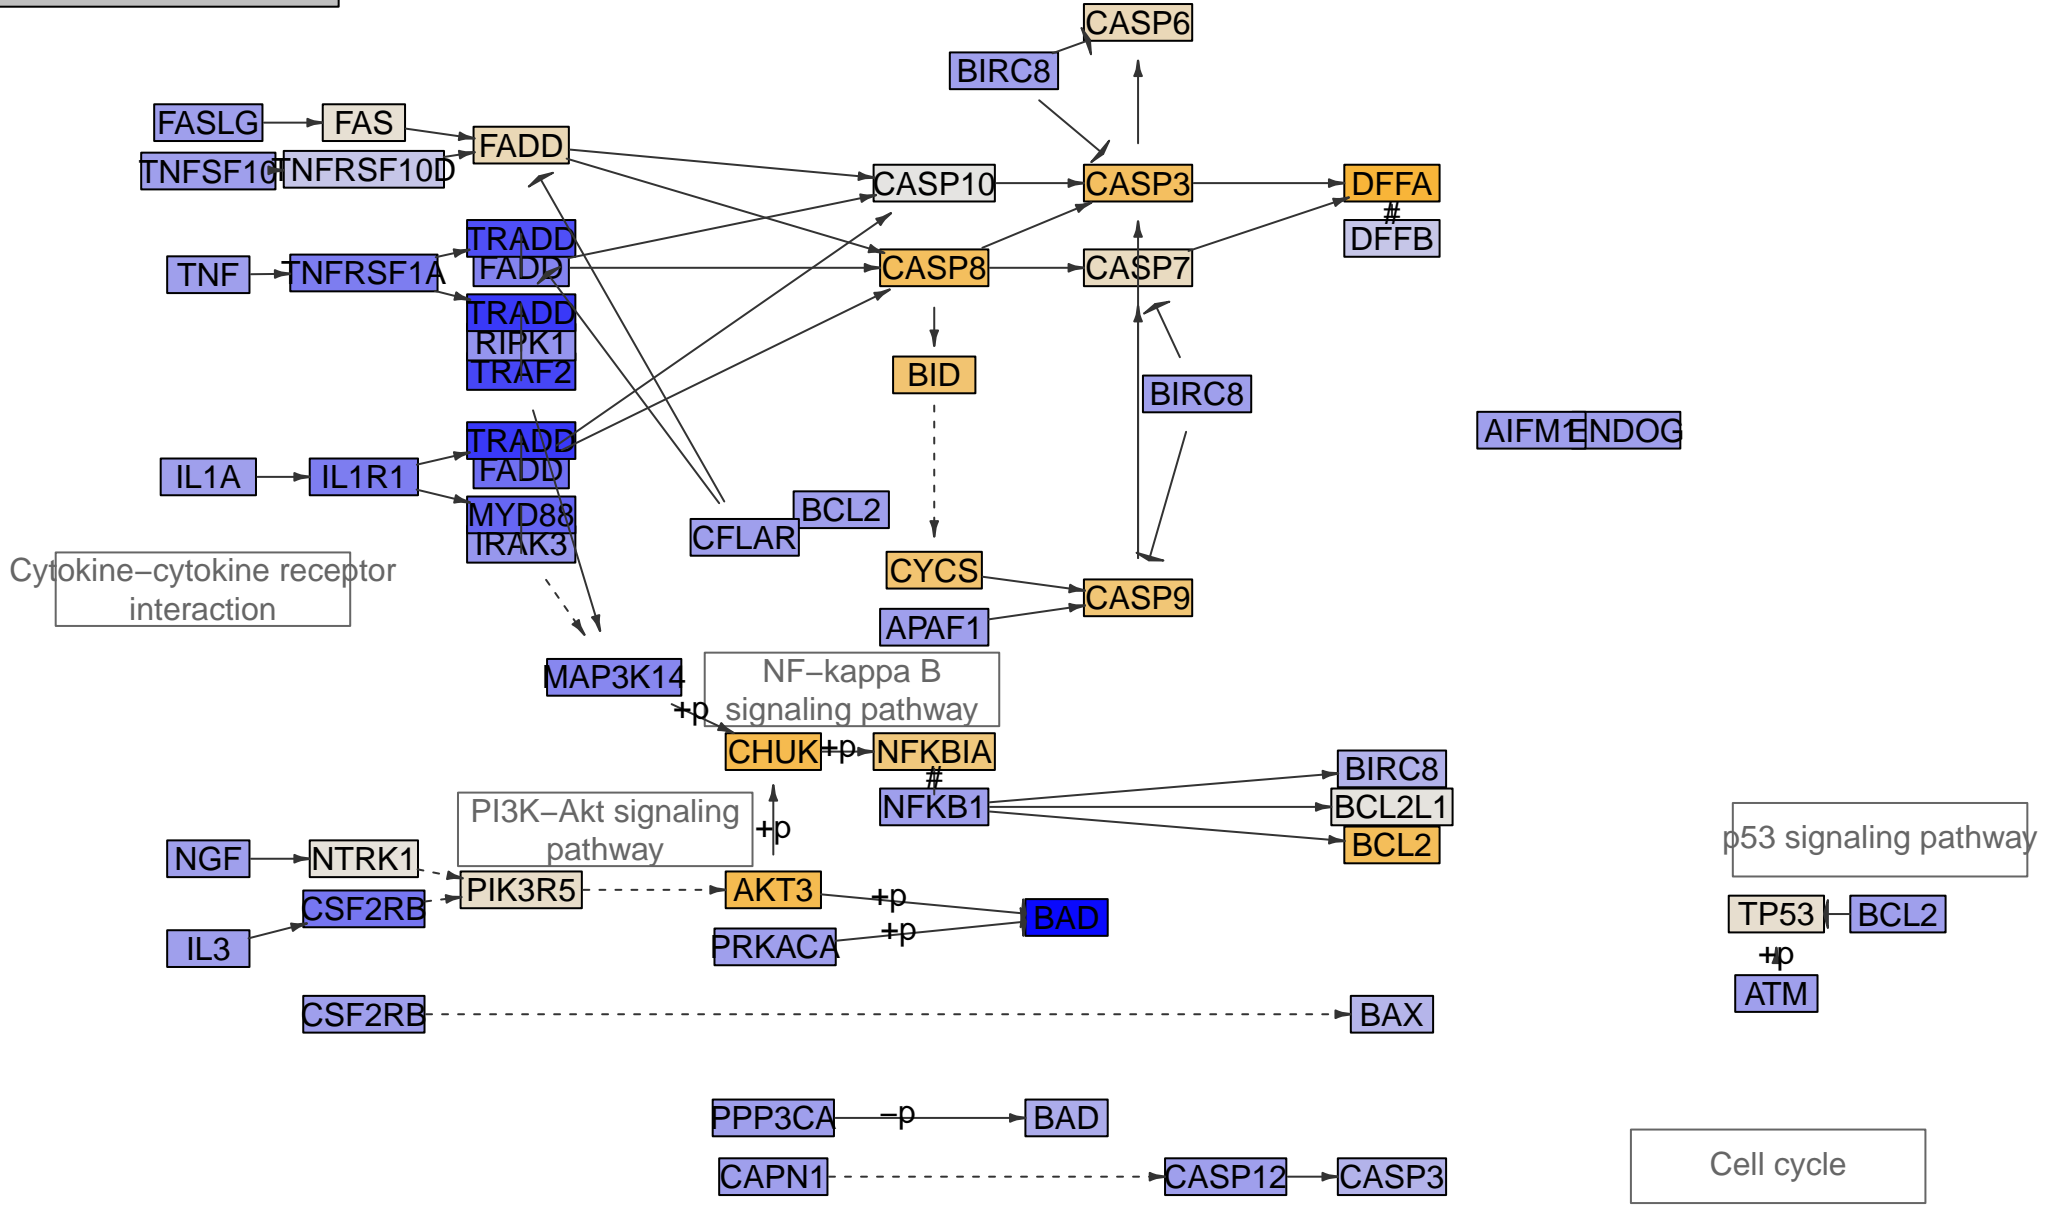 CASP6
BIRC8
FASLG
FAS
FADD
TNFSF10
TNFRSF10D
CASP10
CASP3
DFFA
#
DFFB
TRADD
FADD
TNF
TNFRSF1A
CASP8
CASP7
TRADD
RIPK1
TRAF2
BID
BIRC8
AIFM1
ENDOG
TRADD
FADD
IL1A
IL1R1
MYD88
IRAK3
BCL2
CFLAR
Cytokine–cytokine receptor
interaction
CYCS
CASP9
APAF1
MAP3K14
NF–kappa B
signaling pathway
+p
CHUK
+p
NFKBIA
#
NFKB1
BIRC8
BCL2L1
BCL2
PI3K–Akt signaling
pathway
+p
p53 signaling pathway
NGF
NTRK1
PIK3R5
AKT3
+p
BAD
CSF2RB
IL3
PRKACA
+p
TP53
BCL2
+p
ATM
CSF2RB
BAX
PPP3CA
–p
BAD
CAPN1
CASP12
CASP3
Cell cycle